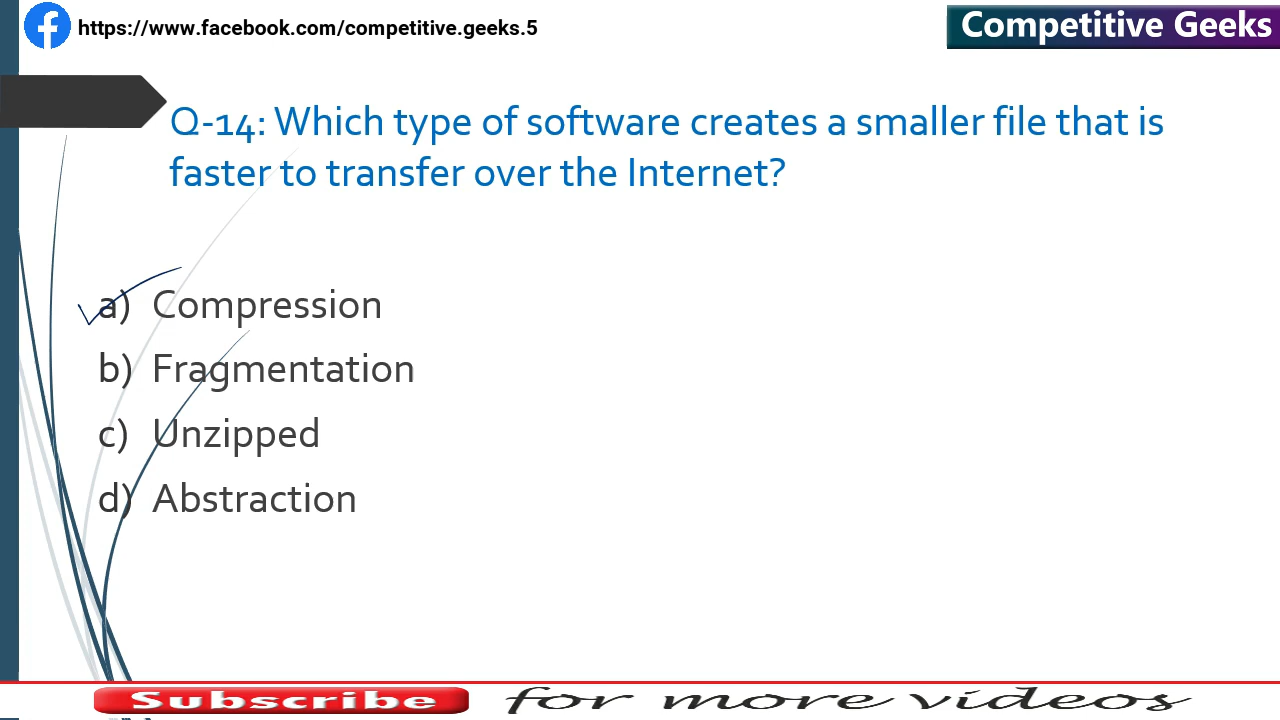 https://www.facebook.com/competitive.geeks.5
Competitive Geeks
Q-14: Which type of software creates a smaller file that is
faster to transfer over the Internet?
a) Compression
b) Fragmentation
c) Unzipped
d) Abstraction
Subscribe for more videos